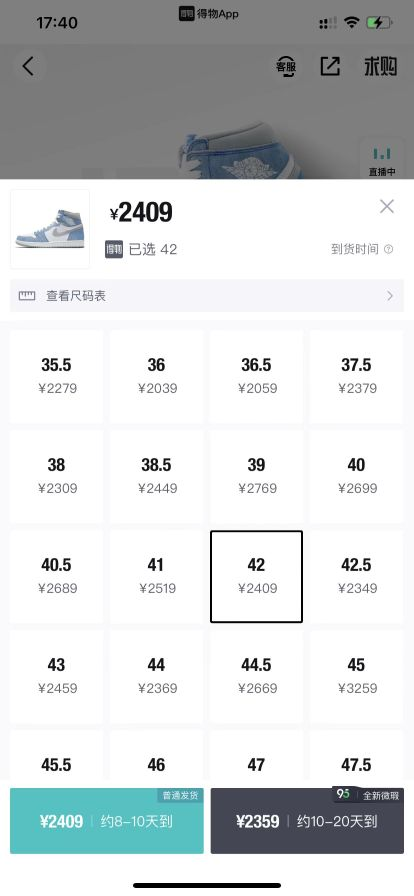 17:40
得物 得物App
客服
求购
直播中
¥2409
得物 已选 42
到货时间
查看尺码表
35.5 36 36.5 37.5
¥2279 ¥2039 ¥2059 ¥2379
38 38.5 39 40
¥2309 ¥2449 ¥2769 ¥2699
40.5 41 42 42.5
¥2689 ¥2519 ¥2409 ¥2349
43 44 44.5 45
¥2459 ¥2369 ¥2669 ¥3259
45.5 46 47 47.5
普通发货
95 全新微瑕
¥2409 约8-10天到
¥2359 约10-20天到